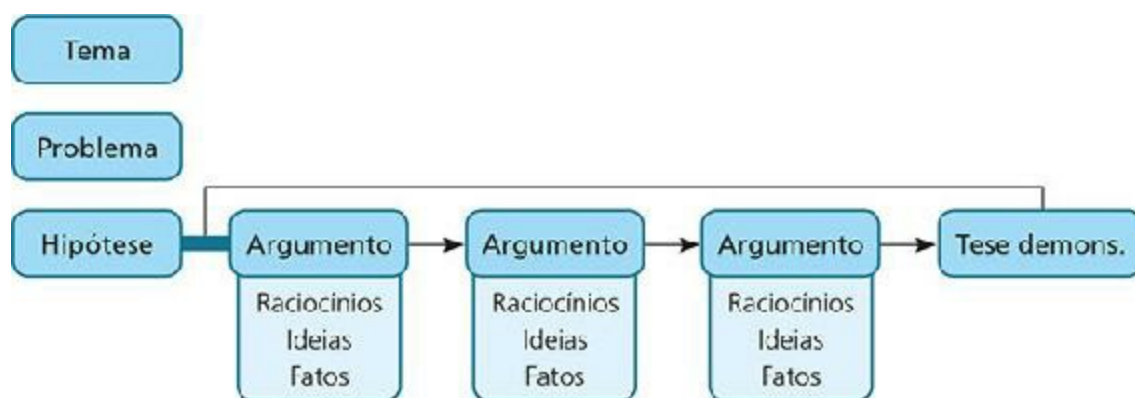 Tema
Problema
Hipótese
Argumento
Argumento
Argumento
Tese demons.
Raciocínios
Ideias
Fatos
Raciocínios
Ideias
Fatos
Raciocínios
Ideias
Fatos